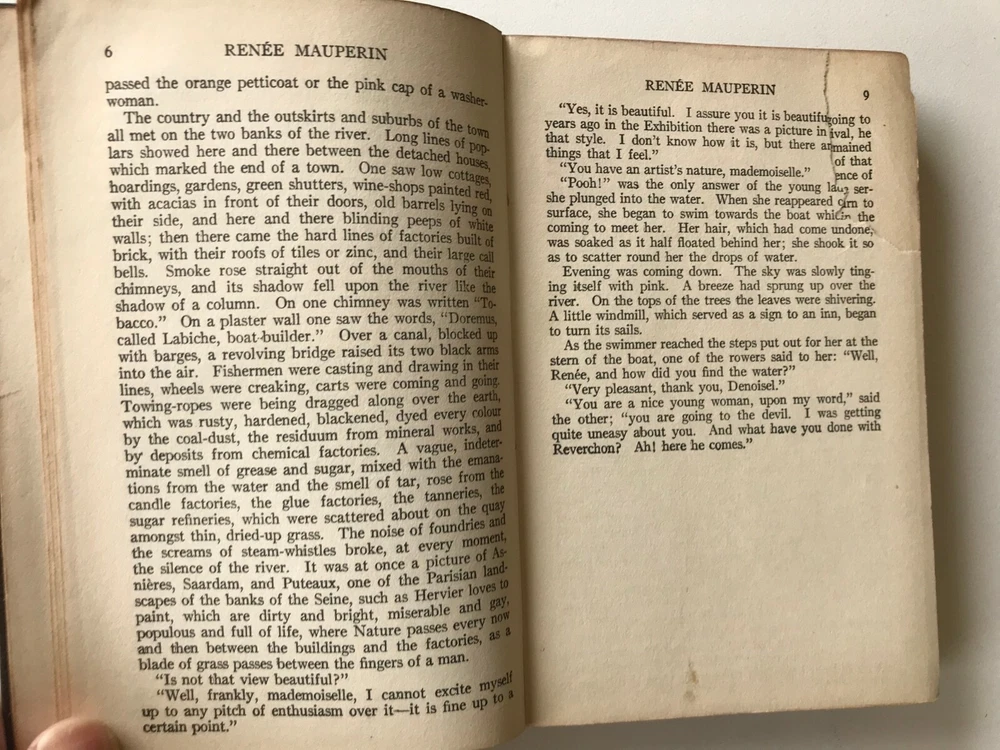 6 RENÉE MAUPERIN
passed the orange petticoat or the pink cap of a washer-
woman.
The country and the outskirts and suburbs of the town
all met on the two banks of the river. Long lines of pop-
lars showed here and there between the detached houses,
which marked the end of a town. One saw low cottages,
hoardings, gardens, green shutters, wine-shops painted red,
with acacias in front of their doors, old barrels lying on
their side, and here and there blinding peeps of white
walls; then there came the hard lines of factories built of
brick, with their roofs of tiles or zinc, and their large call
bells. Smoke rose straight out of the mouths of their
chimneys, and its shadow fell upon the river like the
shadow of a column. On one chimney was written “To-
bacco.” On a plaster wall one saw the words, “Doremus,
called Labiche, boat-builder.” Over a canal, blocked up
with barges, a revolving bridge raised its two black arms
into the air. Fishermen were casting and drawing in their
lines, wheels were creaking, carts were coming and going.
Towing-ropes were being dragged along over the earth,
which was rusty, hardened, blackened, dyed every colour
by the coal-dust, the residuum from mineral works, and
by deposits from chemical factories. A vague, indeter-
minate smell of grease and sugar, mixed with the emana-
tions from the water and the smell of tar, rose from the
candle factories, the glue factories, the tanneries, the
sugar refineries, which were scattered about on the quay
amongst thin, dried-up grass. The noise of foundries and
the screams of steam-whistles broke, at every moment,
the silence of the river. It was at once a picture of As-
nières, Saardam, and Puteaux, one of the Parisian land-
scapes of the banks of the Seine, such as Hervier loves to
paint, which are dirty and bright, miserable and gay,
populous and full of life, where Nature passes every now
and then between the buildings and the factories, as a
blade of grass passes between the fingers of a man.
“Is not that view beautiful?”
“Well, frankly, mademoiselle, I cannot excite myself
up to any pitch of enthusiasm over it—it is fine up to a
certain point.”
RENÉE MAUPERIN 9
“Yes, it is beautiful. I assure you it is beautiful going to
years ago in the Exhibition there was a picture in ival, he
that style. I don’t know how it is, but there ar mained
things that I feel.” of that
“You have an artist’s nature, mademoiselle.” ence of
“Pooh!” was the only answer of the young ser-
she plunged into the water. When she reappeared to
surface, she began to swim towards the boat the
coming to meet her. Her hair, which had come undone,
was soaked as it half floated behind her; she shook it so
as to scatter round her the drops of water.
Evening was coming down. The sky was slowly ting-
ing itself with pink. A breeze had sprung up over the
river. On the tops of the trees the leaves were shivering.
A little windmill, which served as a sign to an inn, began
to turn its sails.
As the swimmer reached the steps put out for her at the
stern of the boat, one of the rowers said to her: “Well,
Renée, and how did you find the water?”
“Very pleasant, thank you, Denoisel.”
“You are a nice young woman, upon my word,” said
the other; “you are going to the devil. I was getting
quite uneasy about you. And what have you done with
Reverchon? Ah! here he comes.”